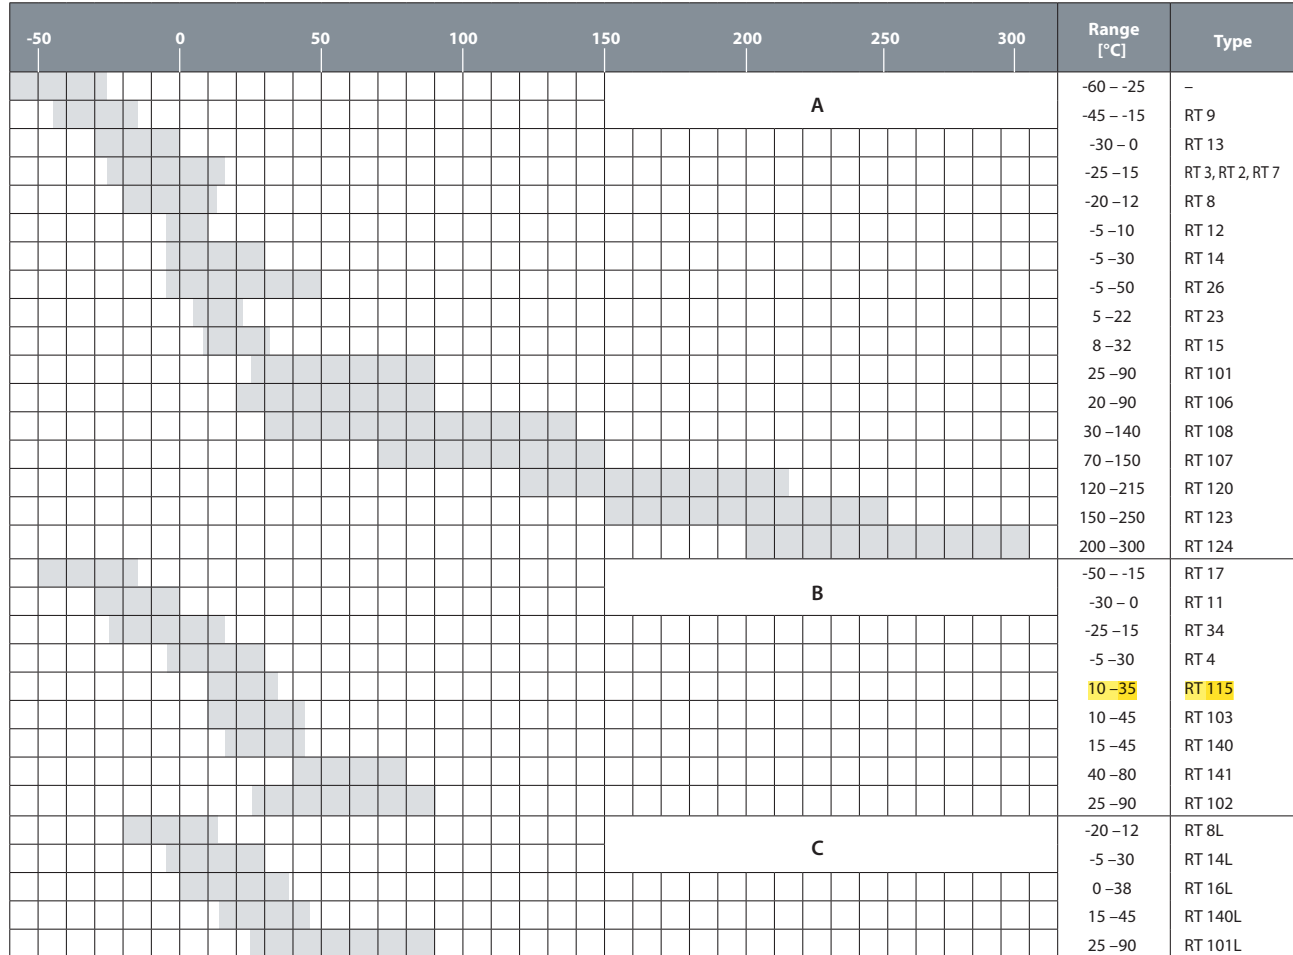 -50 0 50 100 150 200 250 300 Range [°C] Type
A
-60 – -25 –
-45 – -15 RT 9
-30 – 0 RT 13
-25 –15 RT 3, RT 2, RT 7
-20 –12 RT 8
-5 –10 RT 12
-5 –30 RT 14
-5 –50 RT 26
5 –22 RT 23
8 –32 RT 15
25 –90 RT 101
20 –90 RT 106
30 –140 RT 108
70 –150 RT 107
120 –215 RT 120
150 –250 RT 123
200 –300 RT 124
B
-50 – -15 RT 17
-30 – 0 RT 11
-25 –15 RT 34
-5 –30 RT 4
10 –35 RT 115
10 –45 RT 103
15 –45 RT 140
40 –80 RT 141
25 –90 RT 102
C
-20 –12 RT 8L
-5 –30 RT 14L
0 –38 RT 16L
15 –45 RT 140L
25 –90 RT 101L